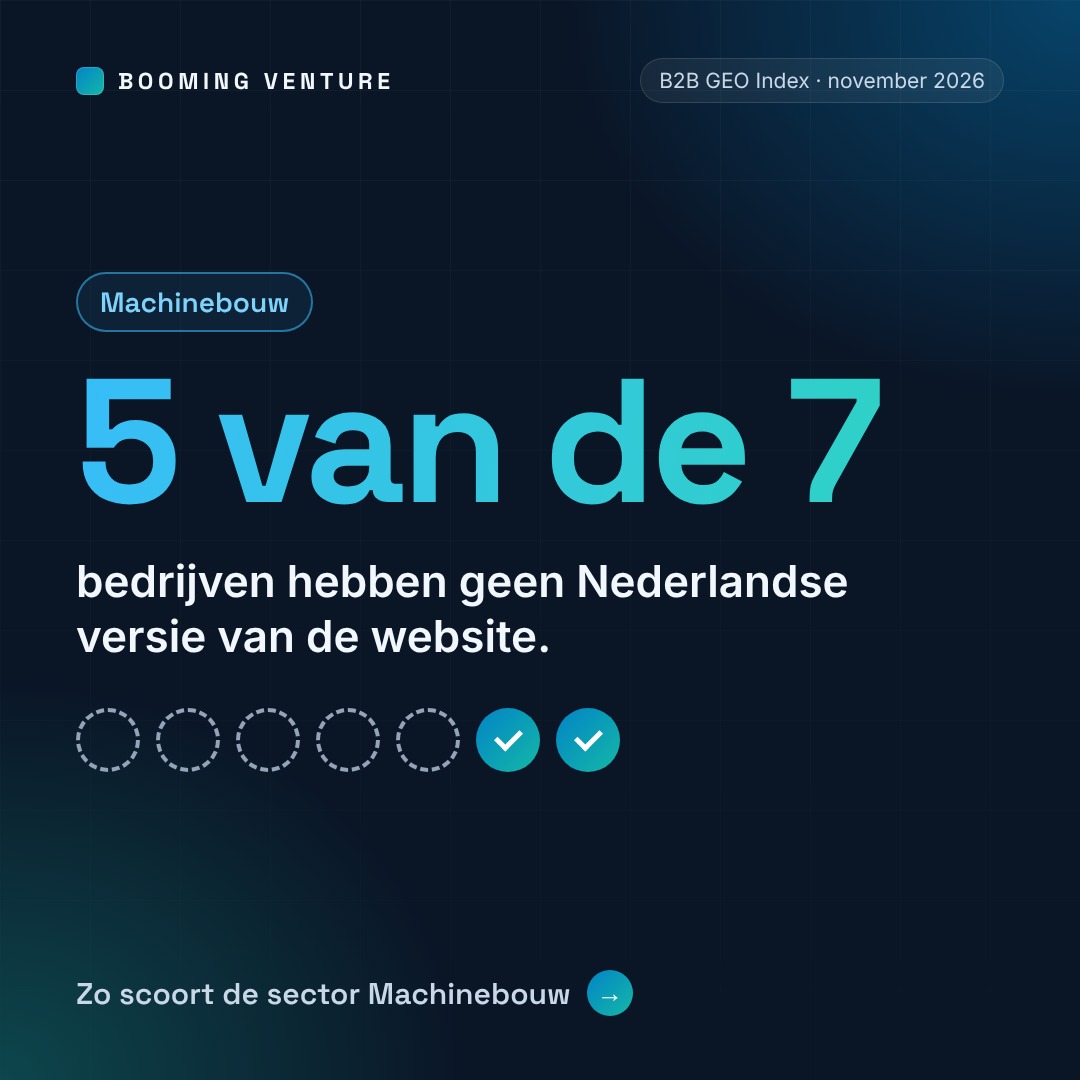 BOOMING VENTURE
B2B GEO Index · november 2026
Machinebouw
5 van de 7
bedrijven hebben geen Nederlandse
versie van de website.
Zo scoort de sector Machinebouw →